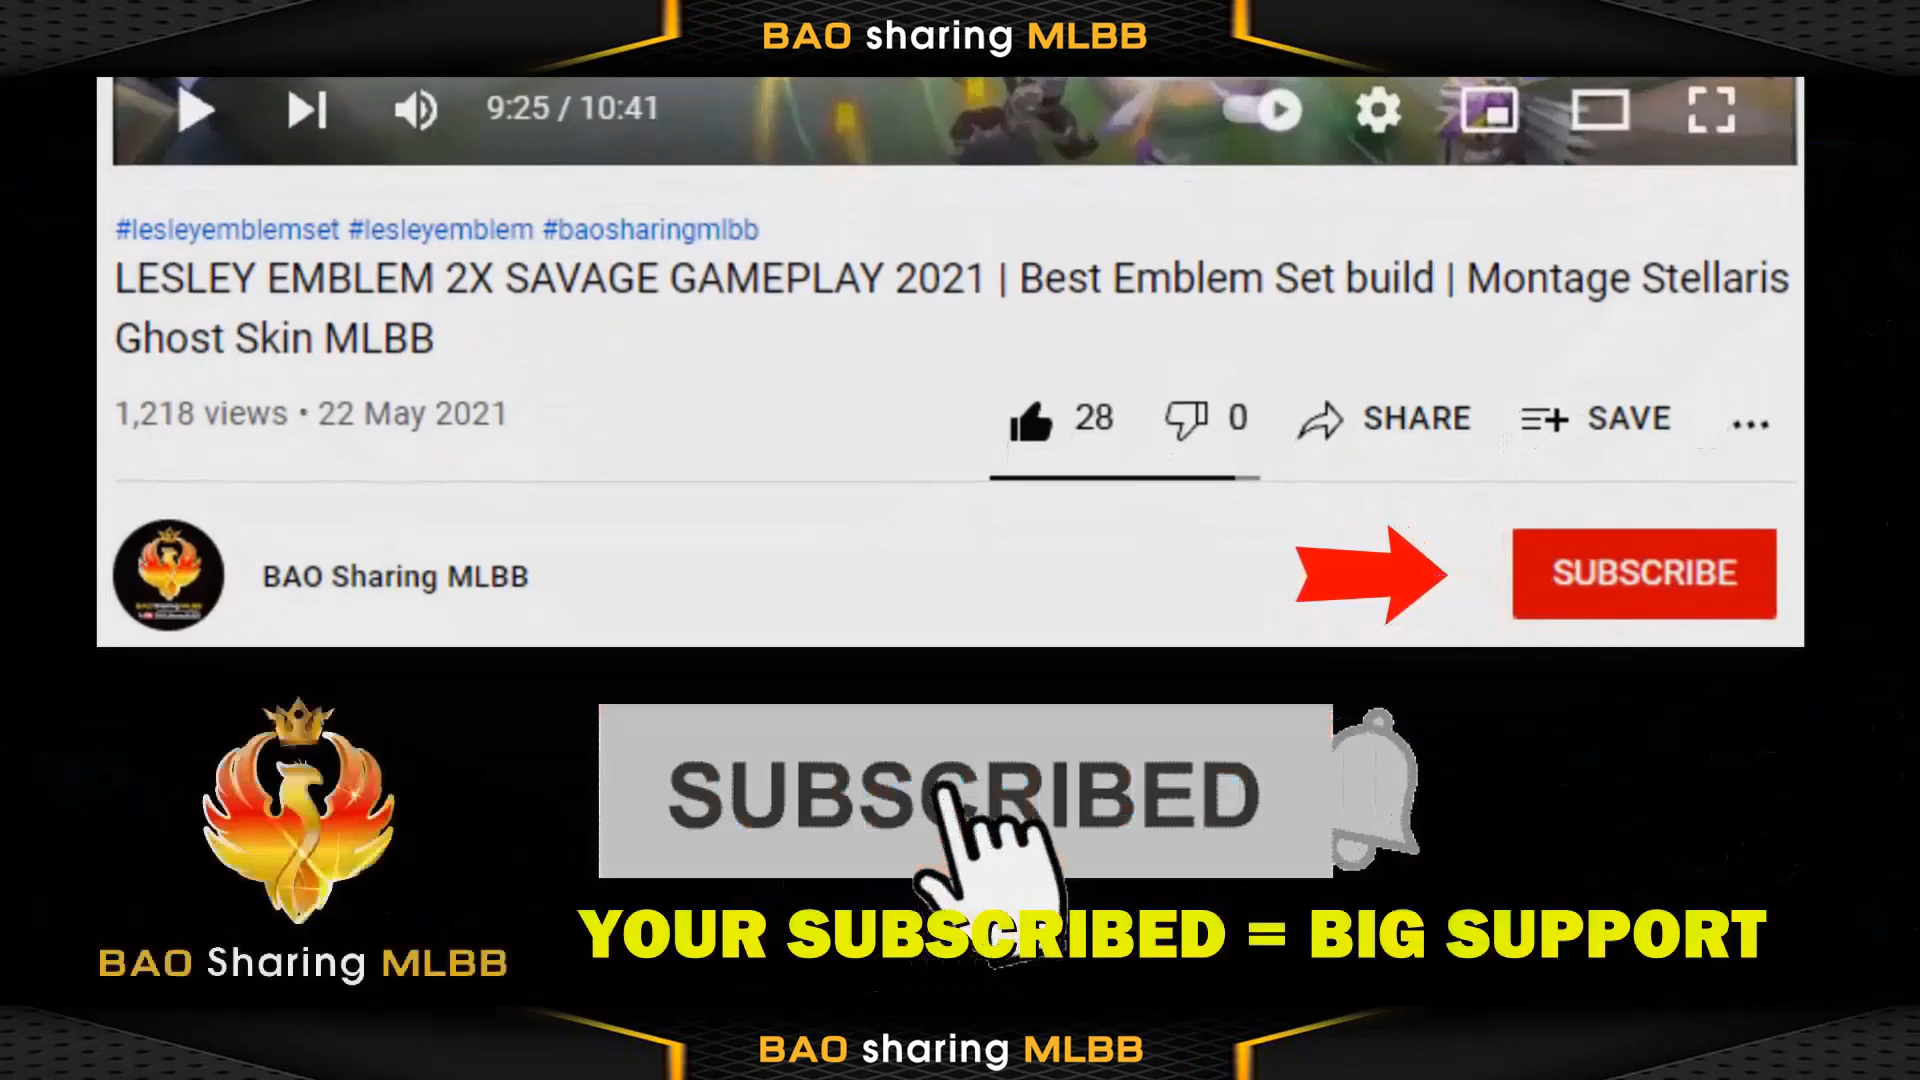 BAO sharing MLBB
9:25 / 10:41
#lesleyemblemset #lesleyemblem #baosharingmlbb
LESLEY EMBLEM 2X SAVAGE GAMEPLAY 2021 | Best Emblem Set build | Montage Stellaris
Ghost Skin MLBB
1,218 views • 22 May 2021
28 0 SHARE SAVE ...
BAO Sharing MLBB
SUBSCRIBE
SUBSCRIBED
YOUR SUBSCRIBED = BIG SUPPORT
BAO Sharing MLBB
BAO sharing MLBB